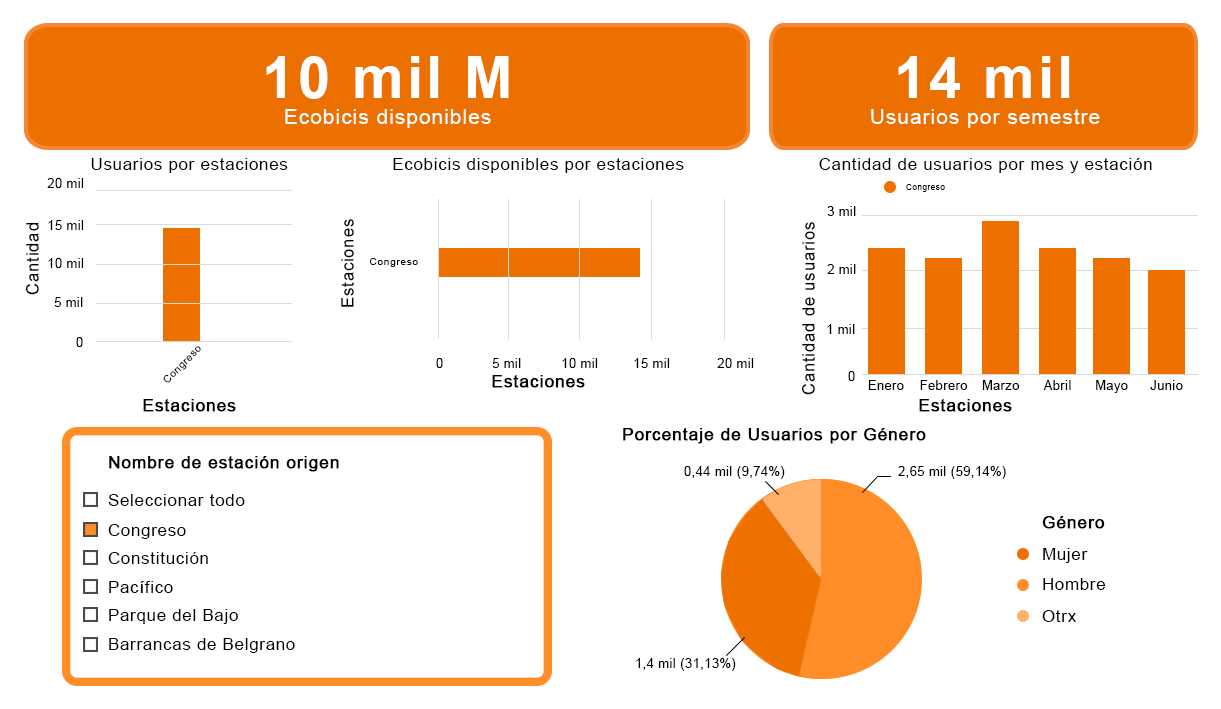 10 mil M
Ecobicis disponibles
14 mil
Usuarios por semestre
Usuarios por estaciones
Cantidad
20 mil
15 mil
10 mil
5 mil
0
Congreso
Estaciones
Ecobicis disponibles por estaciones
Estaciones
Congreso
0 5 mil 10 mil 15 mil 20 mil
Estaciones
Cantidad de usuarios por mes y estación
Congreso
Cantidad de usuarios
3 mil
2 mil
1 mil
0
Enero Febrero Marzo Abril Mayo Junio
Estaciones
Nombre de estación origen
Seleccionar todo
Congreso
Constitución
Pacífico
Parque del Bajo
Barrancas de Belgrano
Porcentaje de Usuarios por Género
0,44 mil (9,74%)
2,65 mil (59,14%)
1,4 mil (31,13%)
Género
Mujer
Hombre
Otrx